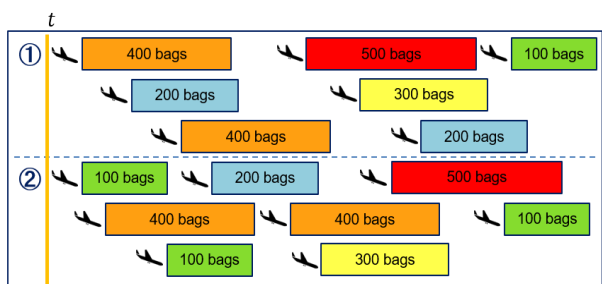 t
① 400 bags 500 bags 100 bags
200 bags 300 bags
400 bags 200 bags
② 100 bags 200 bags 500 bags
400 bags 400 bags 100 bags
100 bags 300 bags